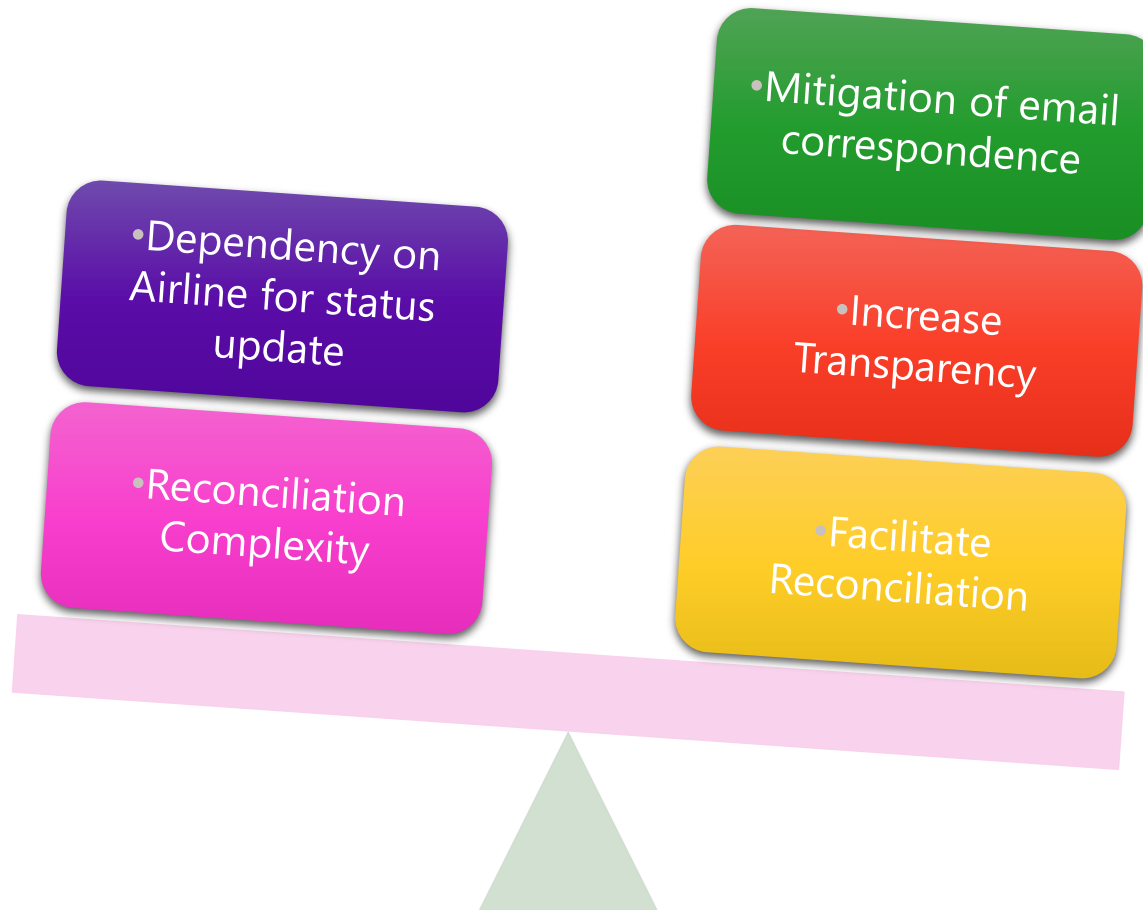 •Dependency on
Airline for status
update
•Reconciliation
Complexity
•Mitigation of email
correspondence
•Increase
Transparency
•Facilitate
Reconciliation